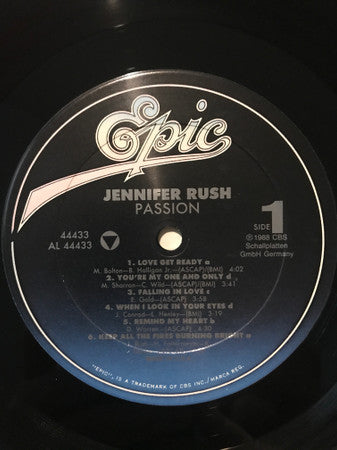 Epic
JENNIFER RUSH
PASSION
44433
AL 44433
SIDE 1
℗ 1988 CBS
Schallplatten
GmbH Germany
1. LOVE GET READY a
M. Bolton—B. Halligan Jr.—(ASCAP)/(BMI) 4:02
2. YOU'RE MY ONE AND ONLY d
M. Sharron—C. Wild—(ASCAP)/(BMI)
3. FALLING IN LOVE c
E. Gold—(ASCAP) 3:58
4. WHEN I LOOK IN YOUR EYES d
J. Conrad—L. Henley—(BMI) 3:19
5. REMIND MY HEART b
D. Warren—(ASCAP) 4:30
6. KEEP ALL THE FIRES BURNING BRIGHT a
"EPIC", IS A TRADEMARK OF CBS INC./MARCA REG.